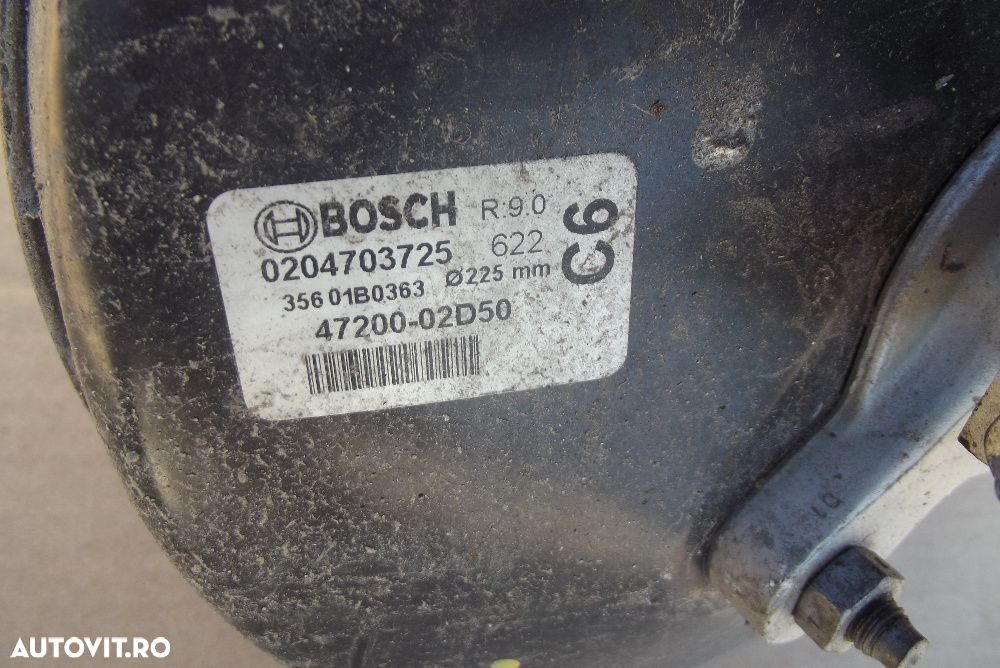 BOSCH R:9.0
0204703725 622
C6
356 01B0363 Ø225 mm
47200-02D50
AUTOVIT.RO